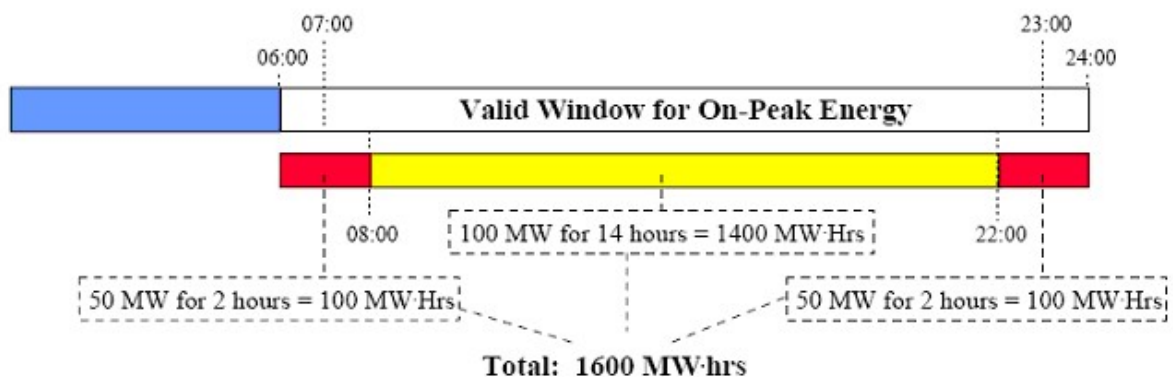 07:00
23:00
06:00
24:00
Valid Window for On-Peak Energy
08:00
100 MW for 14 hours = 1400 MW·Hrs
22:00
50 MW for 2 hours = 100 MW·Hrs
50 MW for 2 hours = 100 MW·Hrs
Total: 1600 MW·hrs